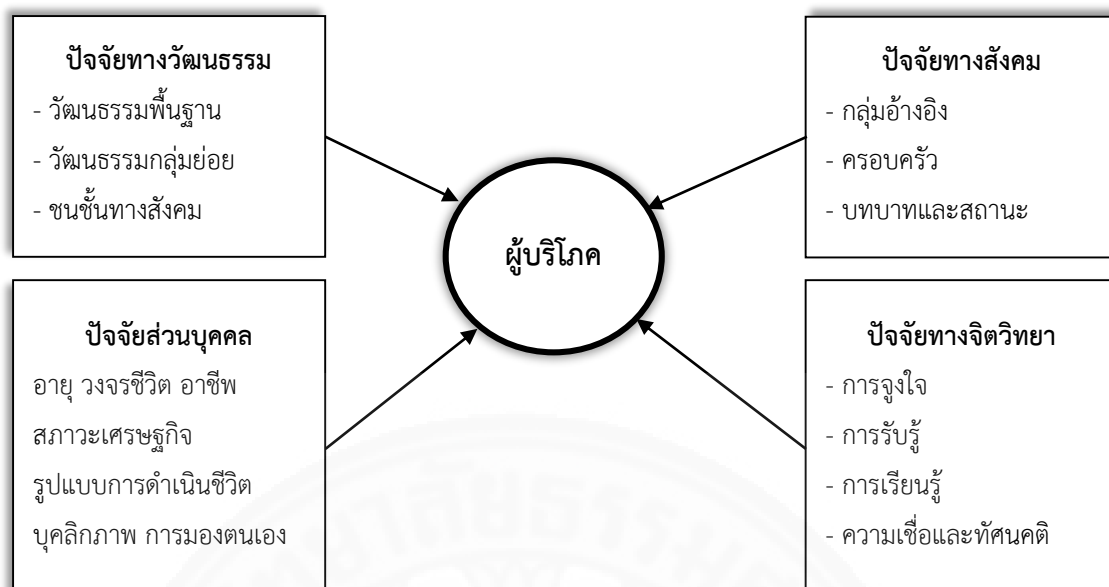 ปัจจัยทางวัฒนธรรม
- วัฒนธรรมพื้นฐาน
- วัฒนธรรมกลุ่มย่อย
- ชนชั้นทางสังคม
ปัจจัยทางสังคม
- กลุ่มอ้างอิง
- ครอบครัว
- บทบาทและสถานะ
ผู้บริโภค
ปัจจัยส่วนบุคคล
อายุ วงจรชีวิต อาชีพ
สภาวะเศรษฐกิจ
รูปแบบการดำเนินชีวิต
บุคลิกภาพ การมองตนเอง
ปัจจัยทางจิตวิทยา
- การจูงใจ
- การรับรู้
- การเรียนรู้
- ความเชื่อและทัศนคติ